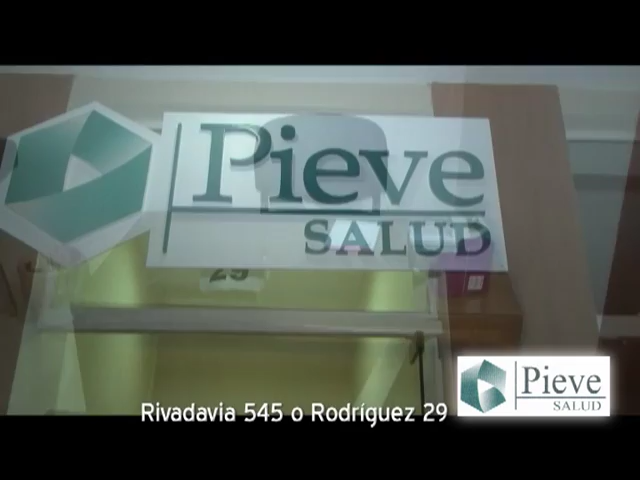 Pieve
SALUD
29
Rivadavia 545 o Rodríguez 29
Pieve
SALUD